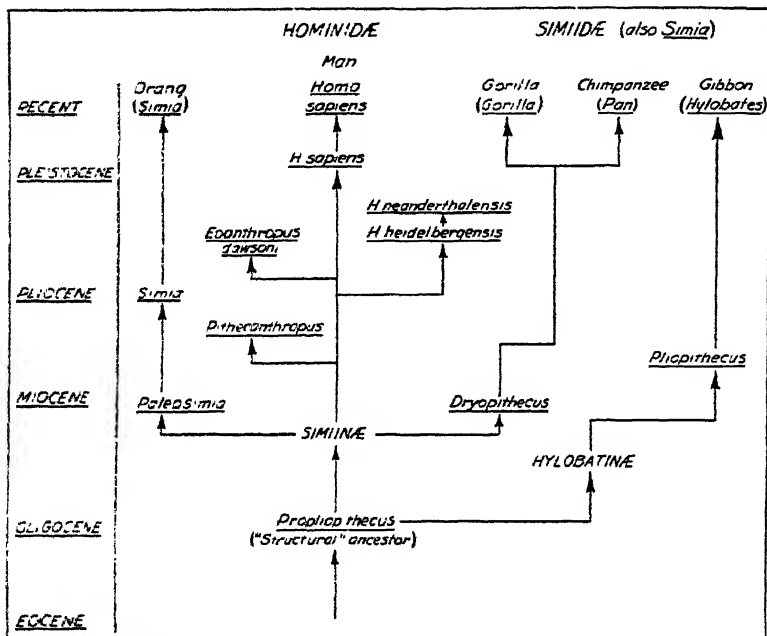 HOMINIDÆ SIMIIDÆ (also Simia)
Man
Orang Homo Gorilla Chimpanzee Gibbon
RECENT (Simia) sapiens (Gorilla) (Pan) (Hylobates)
H sapiens
PLEISTOCENE
H neanderthalensis
Eoanthropus H heidelbergensis
dawsoni
PLIOCENE Simia
Pithecanthropus
Pliopithecus
MIOCENE Paleosimia Dryopithecus
SIMIINÆ
HYLOBATINÆ
OLIGOCENE Propliopithecus
("Structural" ancestor)
EOCENE